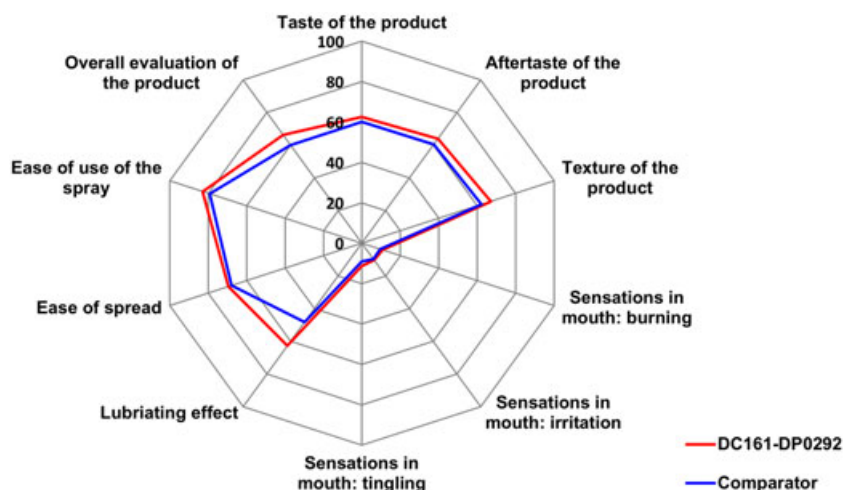 Taste of the product
100
80
60
40
20
0
Aftertaste of the
product
Texture of the
product
Sensations in
mouth: burning
Sensations in
mouth: irritation
Sensations in
mouth: tingling
Lubriating effect
Ease of spread
Ease of use of the
spray
Overall evaluation of
the product
DC161-DP0292
Comparator